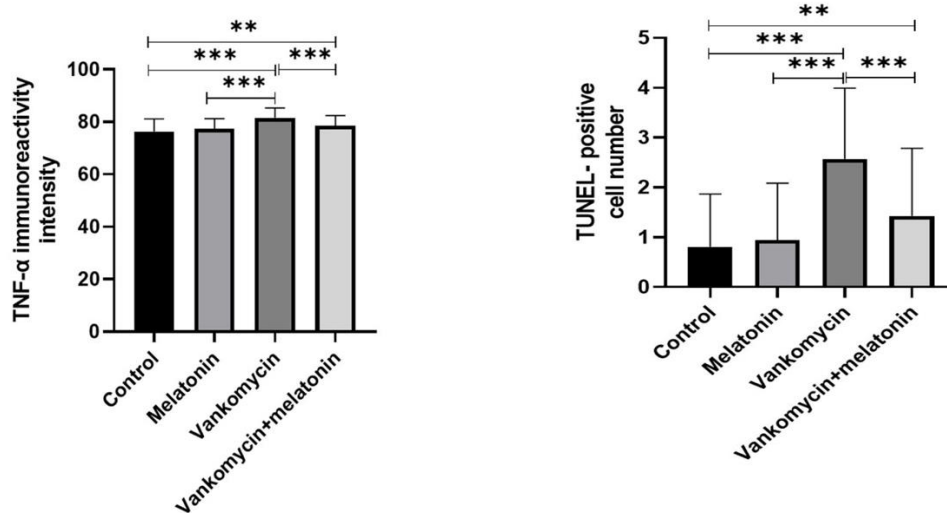 **
***
***
***
TNF-α immunoreactivity
intensity
100
80
60
40
20
0
Control
Melatonin
Vankomycin
Vankomycin+melatonin
**
***
***
***
TUNEL- positive
cell number
5
4
3
2
1
0
Control
Melatonin
Vankomycin
Vankomycin+melatonin